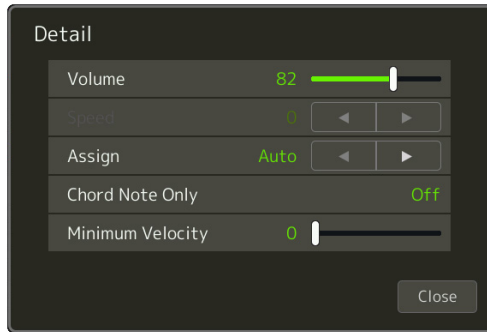 Detail
Volume 82
Speed 0
Assign Auto
Chord Note Only Off
Minimum Velocity 0
Close